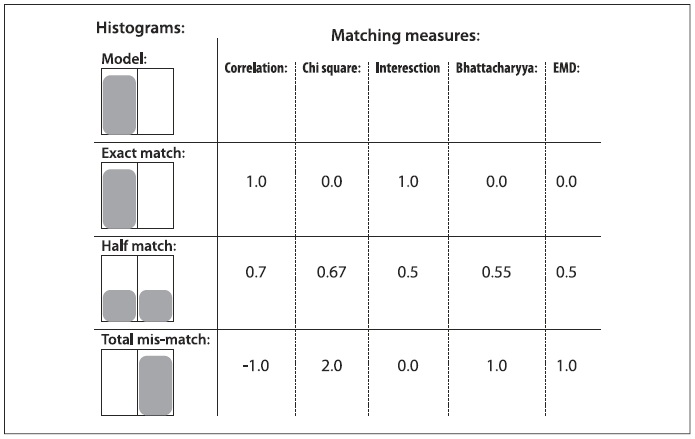 Histograms:
Matching measures:
Model:
Correlation: Chi square: Interesction Bhattacharyya: EMD:
Exact match:
1.0 0.0 1.0 0.0 0.0
Half match:
0.7 0.67 0.5 0.55 0.5
Total mis-match:
-1.0 2.0 0.0 1.0 1.0